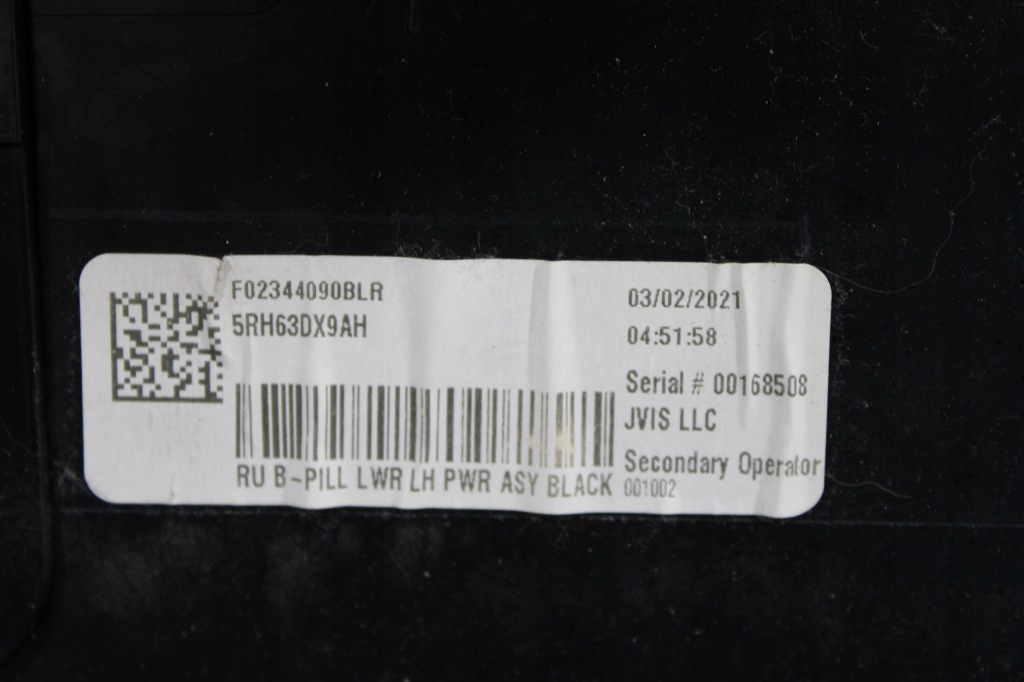 F02344090BLR
5RH63DX9AH
RU B-PILL LWR LH PWR ASY BLACK
03/02/2021
04:51:58
Serial # 00168508
JVIS LLC
Secondary Operator
001002